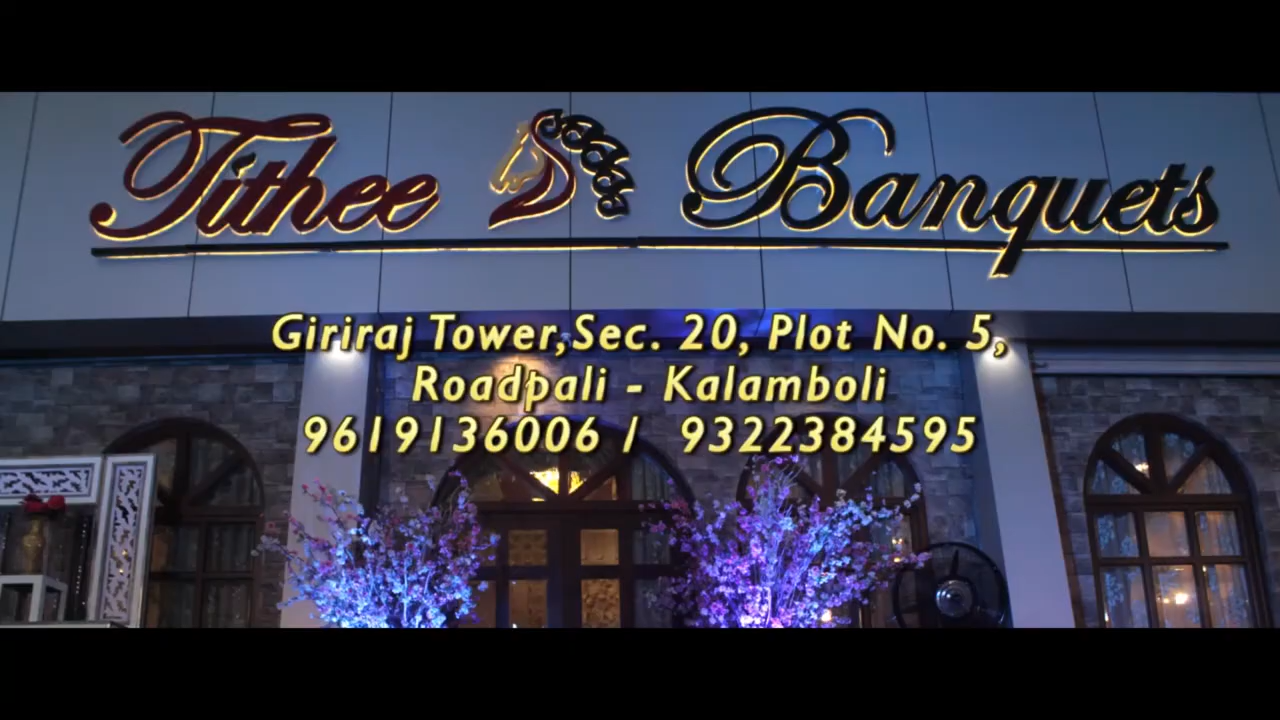 Tithee Banquets
Giriraj Tower,Sec. 20, Plot No. 5,
Roadpali - Kalamboli
9619136006 / 9322384595